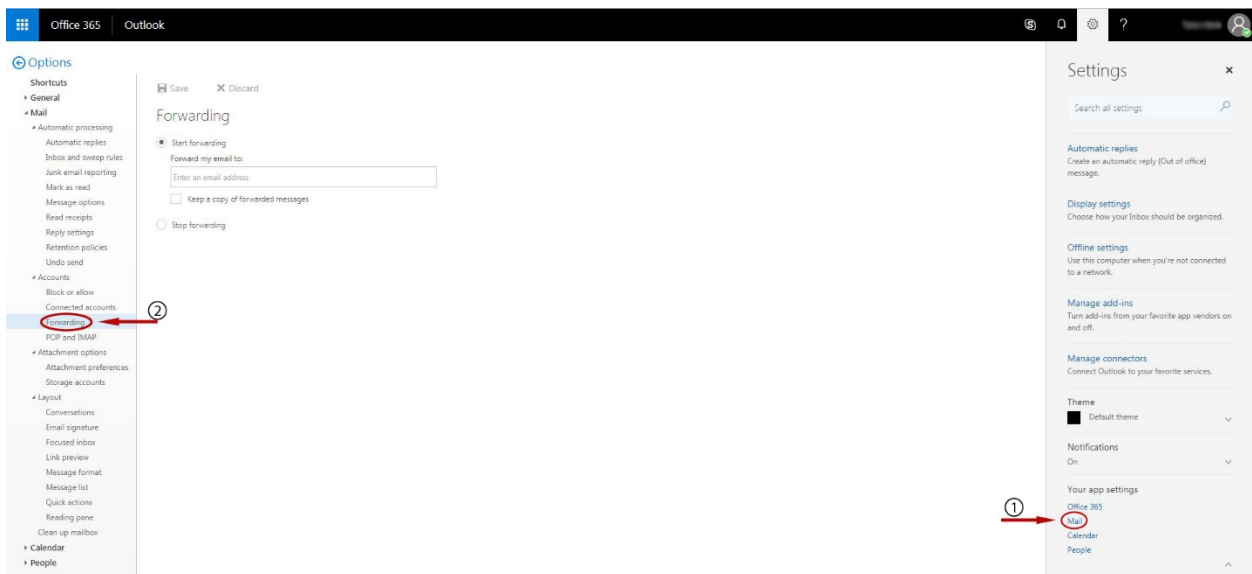 Office 365 Outlook
Options
Shortcuts
General
Mail
Automatic processing
Automatic replies
Inbox and sweep rules
Junk email reporting
Mark as read
Message options
Read receipts
Reply settings
Retention policies
Undo send
Accounts
Block or allow
Connected accounts
Forwarding
POP and IMAP
Attachment options
Attachment preferences
Storage accounts
Layout
Conversations
Email signature
Focused inbox
Link preview
Message format
Message list
Quick actions
Reading pane
Clean up mailbox
Calendar
People
②
Save Discard
Forwarding
Start forwarding
Forward my email to:
Enter an email address
Keep a copy of forwarded messages
Stop forwarding
Settings
Search all settings
Automatic replies
Create an automatic reply (Out of office)
message.
Display settings
Choose how your Inbox should be organized.
Offline settings
Use this computer when you're not connected
to a network.
Manage add-ins
Turn add-ins from your favorite app vendors on
and off.
Manage connectors
Connect Outlook to your favorite services.
Theme
Default theme
Notifications
On
Your app settings
Office 365
①
Mail
Calendar
People